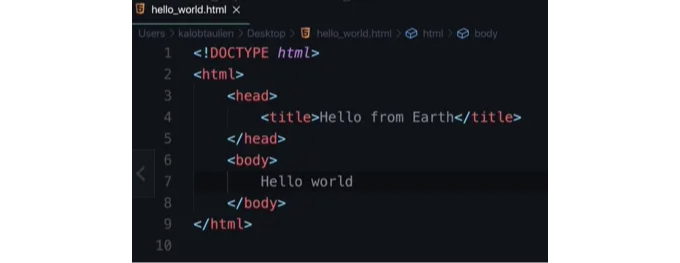 hello_world.html ×
Users > kalobtaulien > Desktop > hello_world.html > html > body
1 <!DOCTYPE html>
2 <html>
3 <head>
4 <title>Hello from Earth</title>
5 </head>
6 <body>
7 Hello world
8 </body>
9 </html>
10